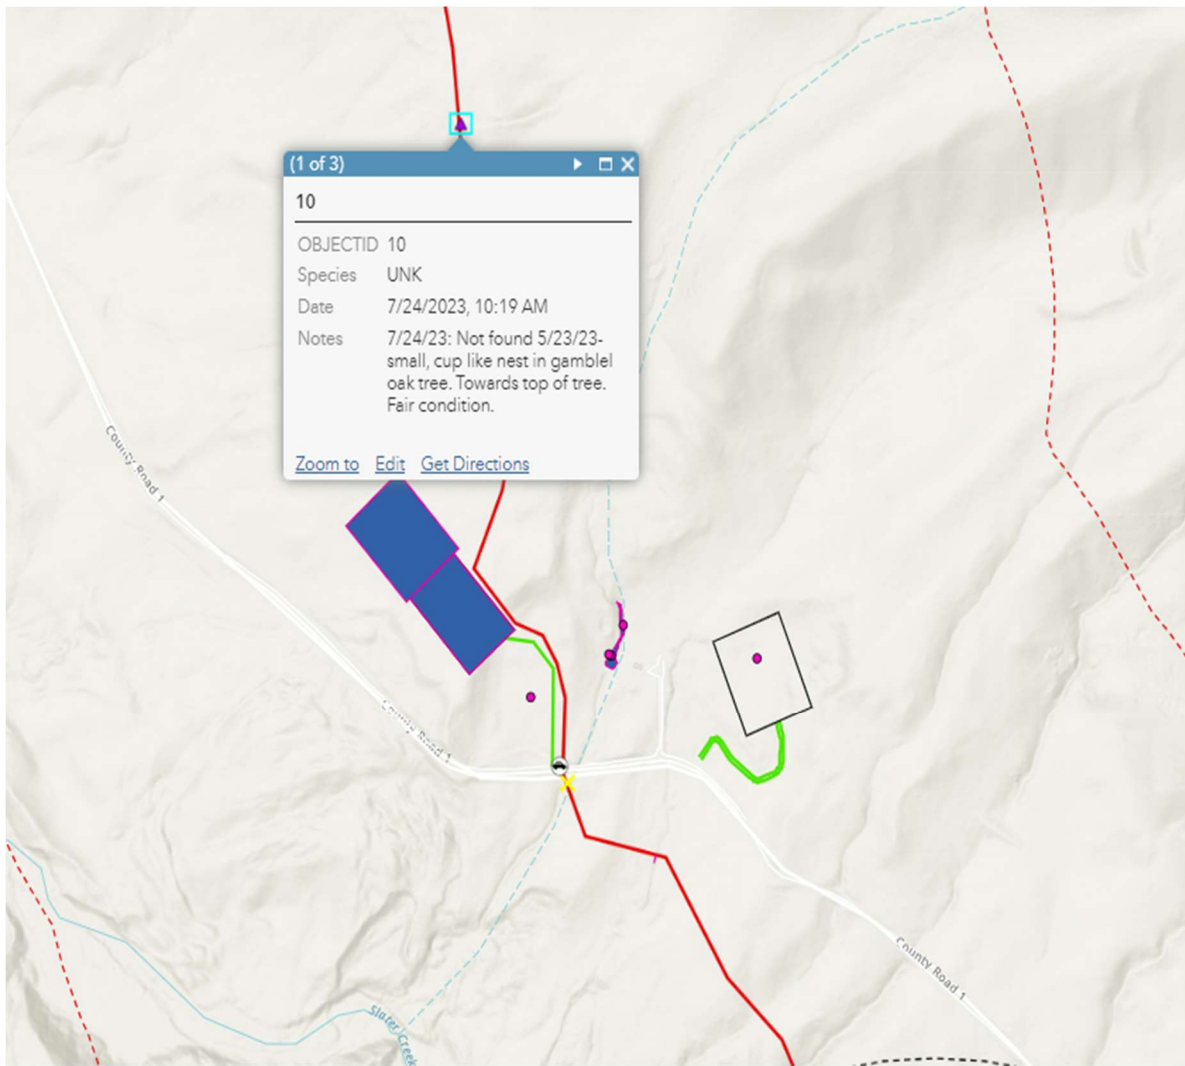 (1 of 3)
10
OBJECTID 10
Species UNK
Date 7/24/2023, 10:19 AM
Notes 7/24/23: Not found 5/23/23-
small, cup like nest in gamblel
oak tree. Towards top of tree.
Fair condition.
Zoom to Edit Get Directions
County Road 1
County Road 1
County Road 1
Slater Creek